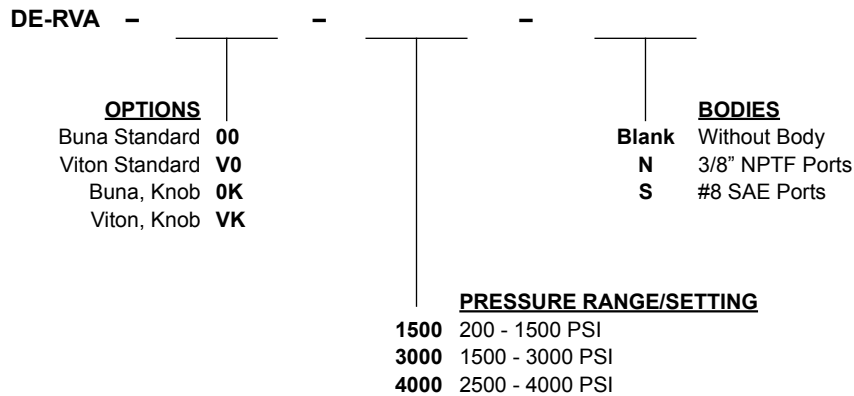 DE-RVA – – –
OPTIONS
Buna Standard 00
Viton Standard V0
Buna, Knob 0K
Viton, Knob VK
BODIES
Blank Without Body
N 3/8” NPTF Ports
S #8 SAE Ports
PRESSURE RANGE/SETTING
1500 200 - 1500 PSI
3000 1500 - 3000 PSI
4000 2500 - 4000 PSI